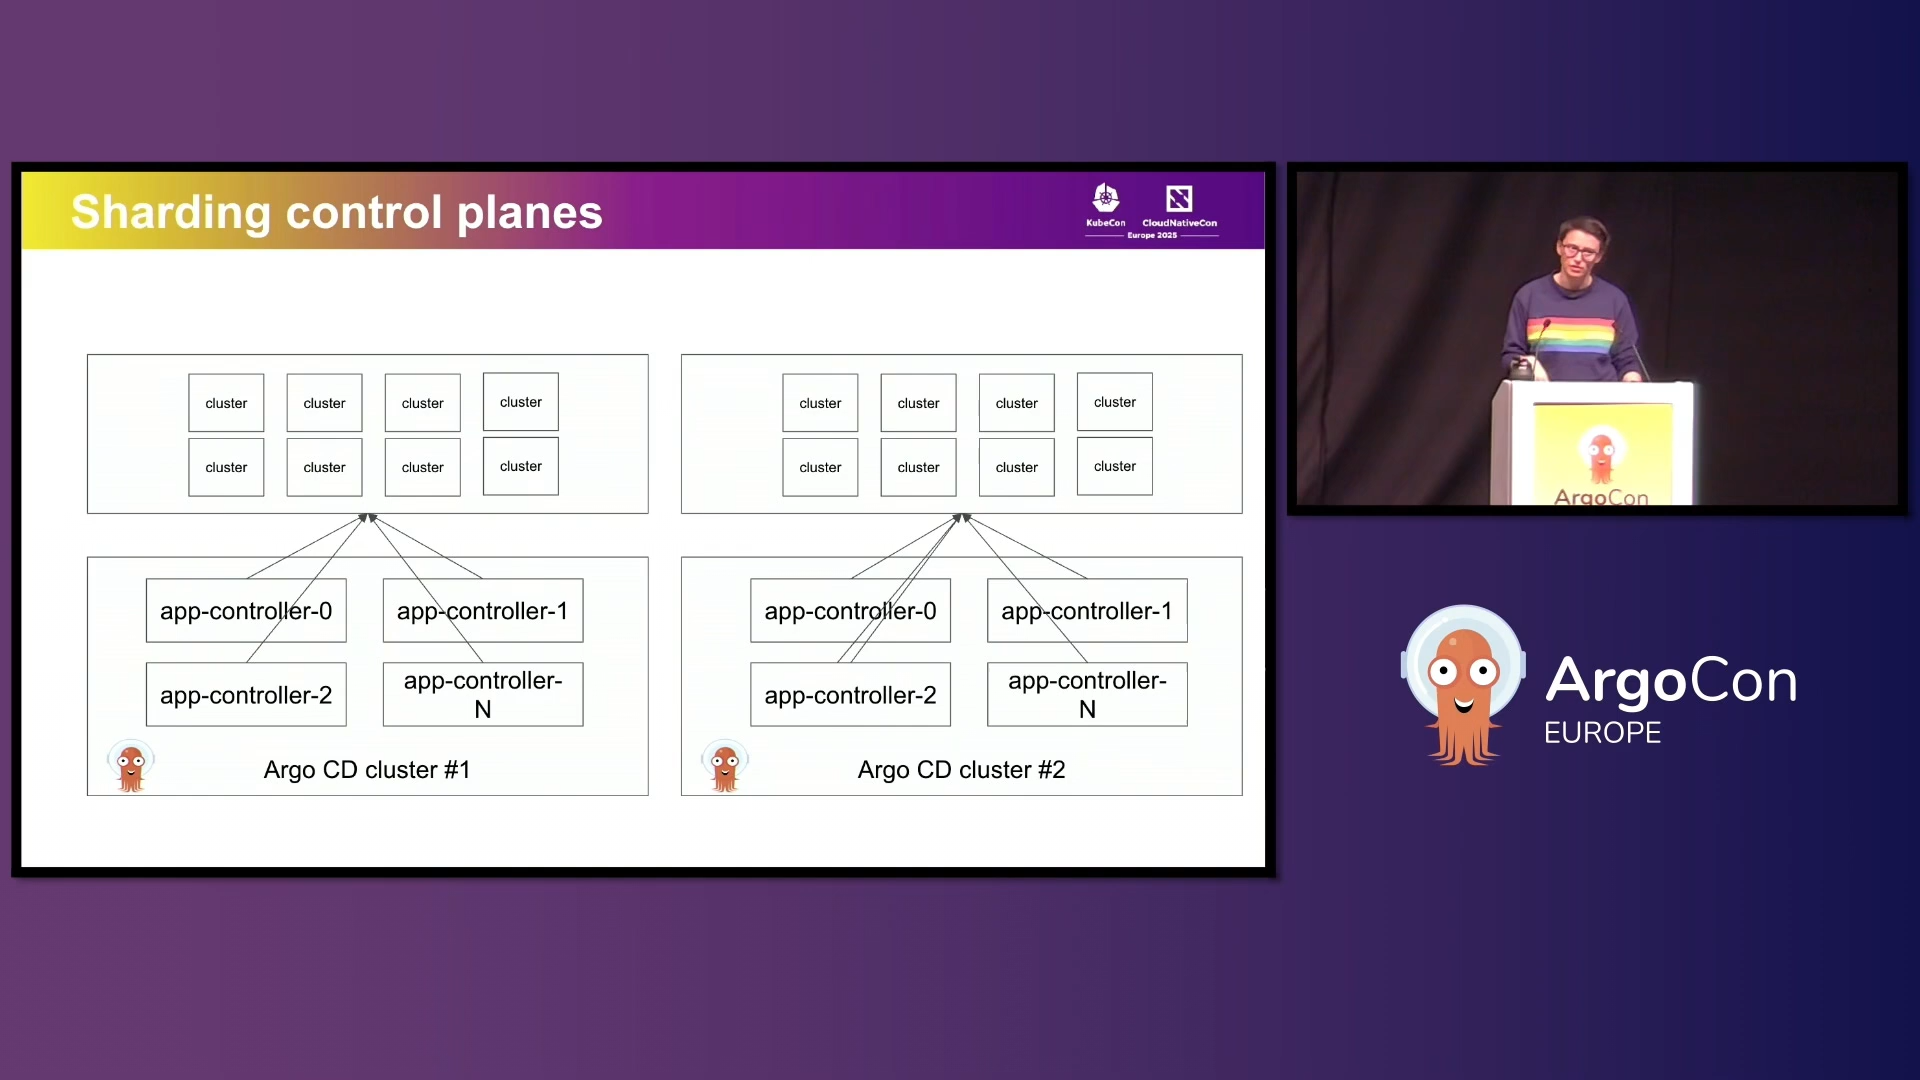 Sharding control planes
KubeCon
CloudNativeCon
Europe 2025
cluster cluster cluster cluster
cluster cluster cluster cluster
app-controller-0 app-controller-1
app-controller-2 app-controller-
N
Argo CD cluster #1
cluster cluster cluster cluster
cluster cluster cluster cluster
app-controller-0 app-controller-1
app-controller-2 app-controller-
N
Argo CD cluster #2
ArgoCon
ArgoCon
EUROPE